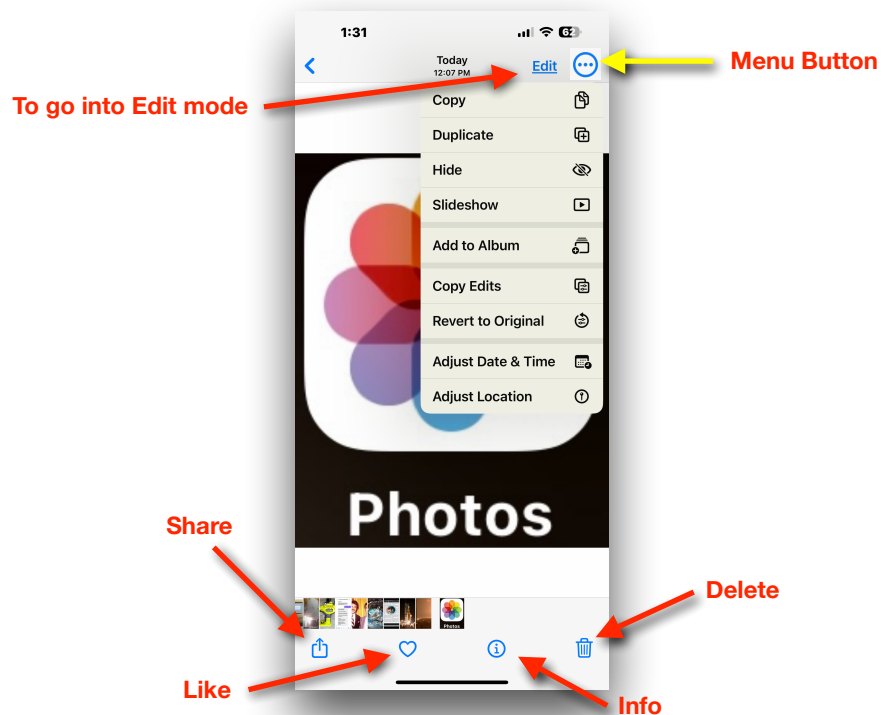 1:31
62
Today
12:07 PM
Edit
Menu Button
To go into Edit mode
Copy
Duplicate
Hide
Slideshow
Add to Album
Copy Edits
Revert to Original
Adjust Date & Time
Adjust Location
Photos
Share
Photos
Delete
Like
Info